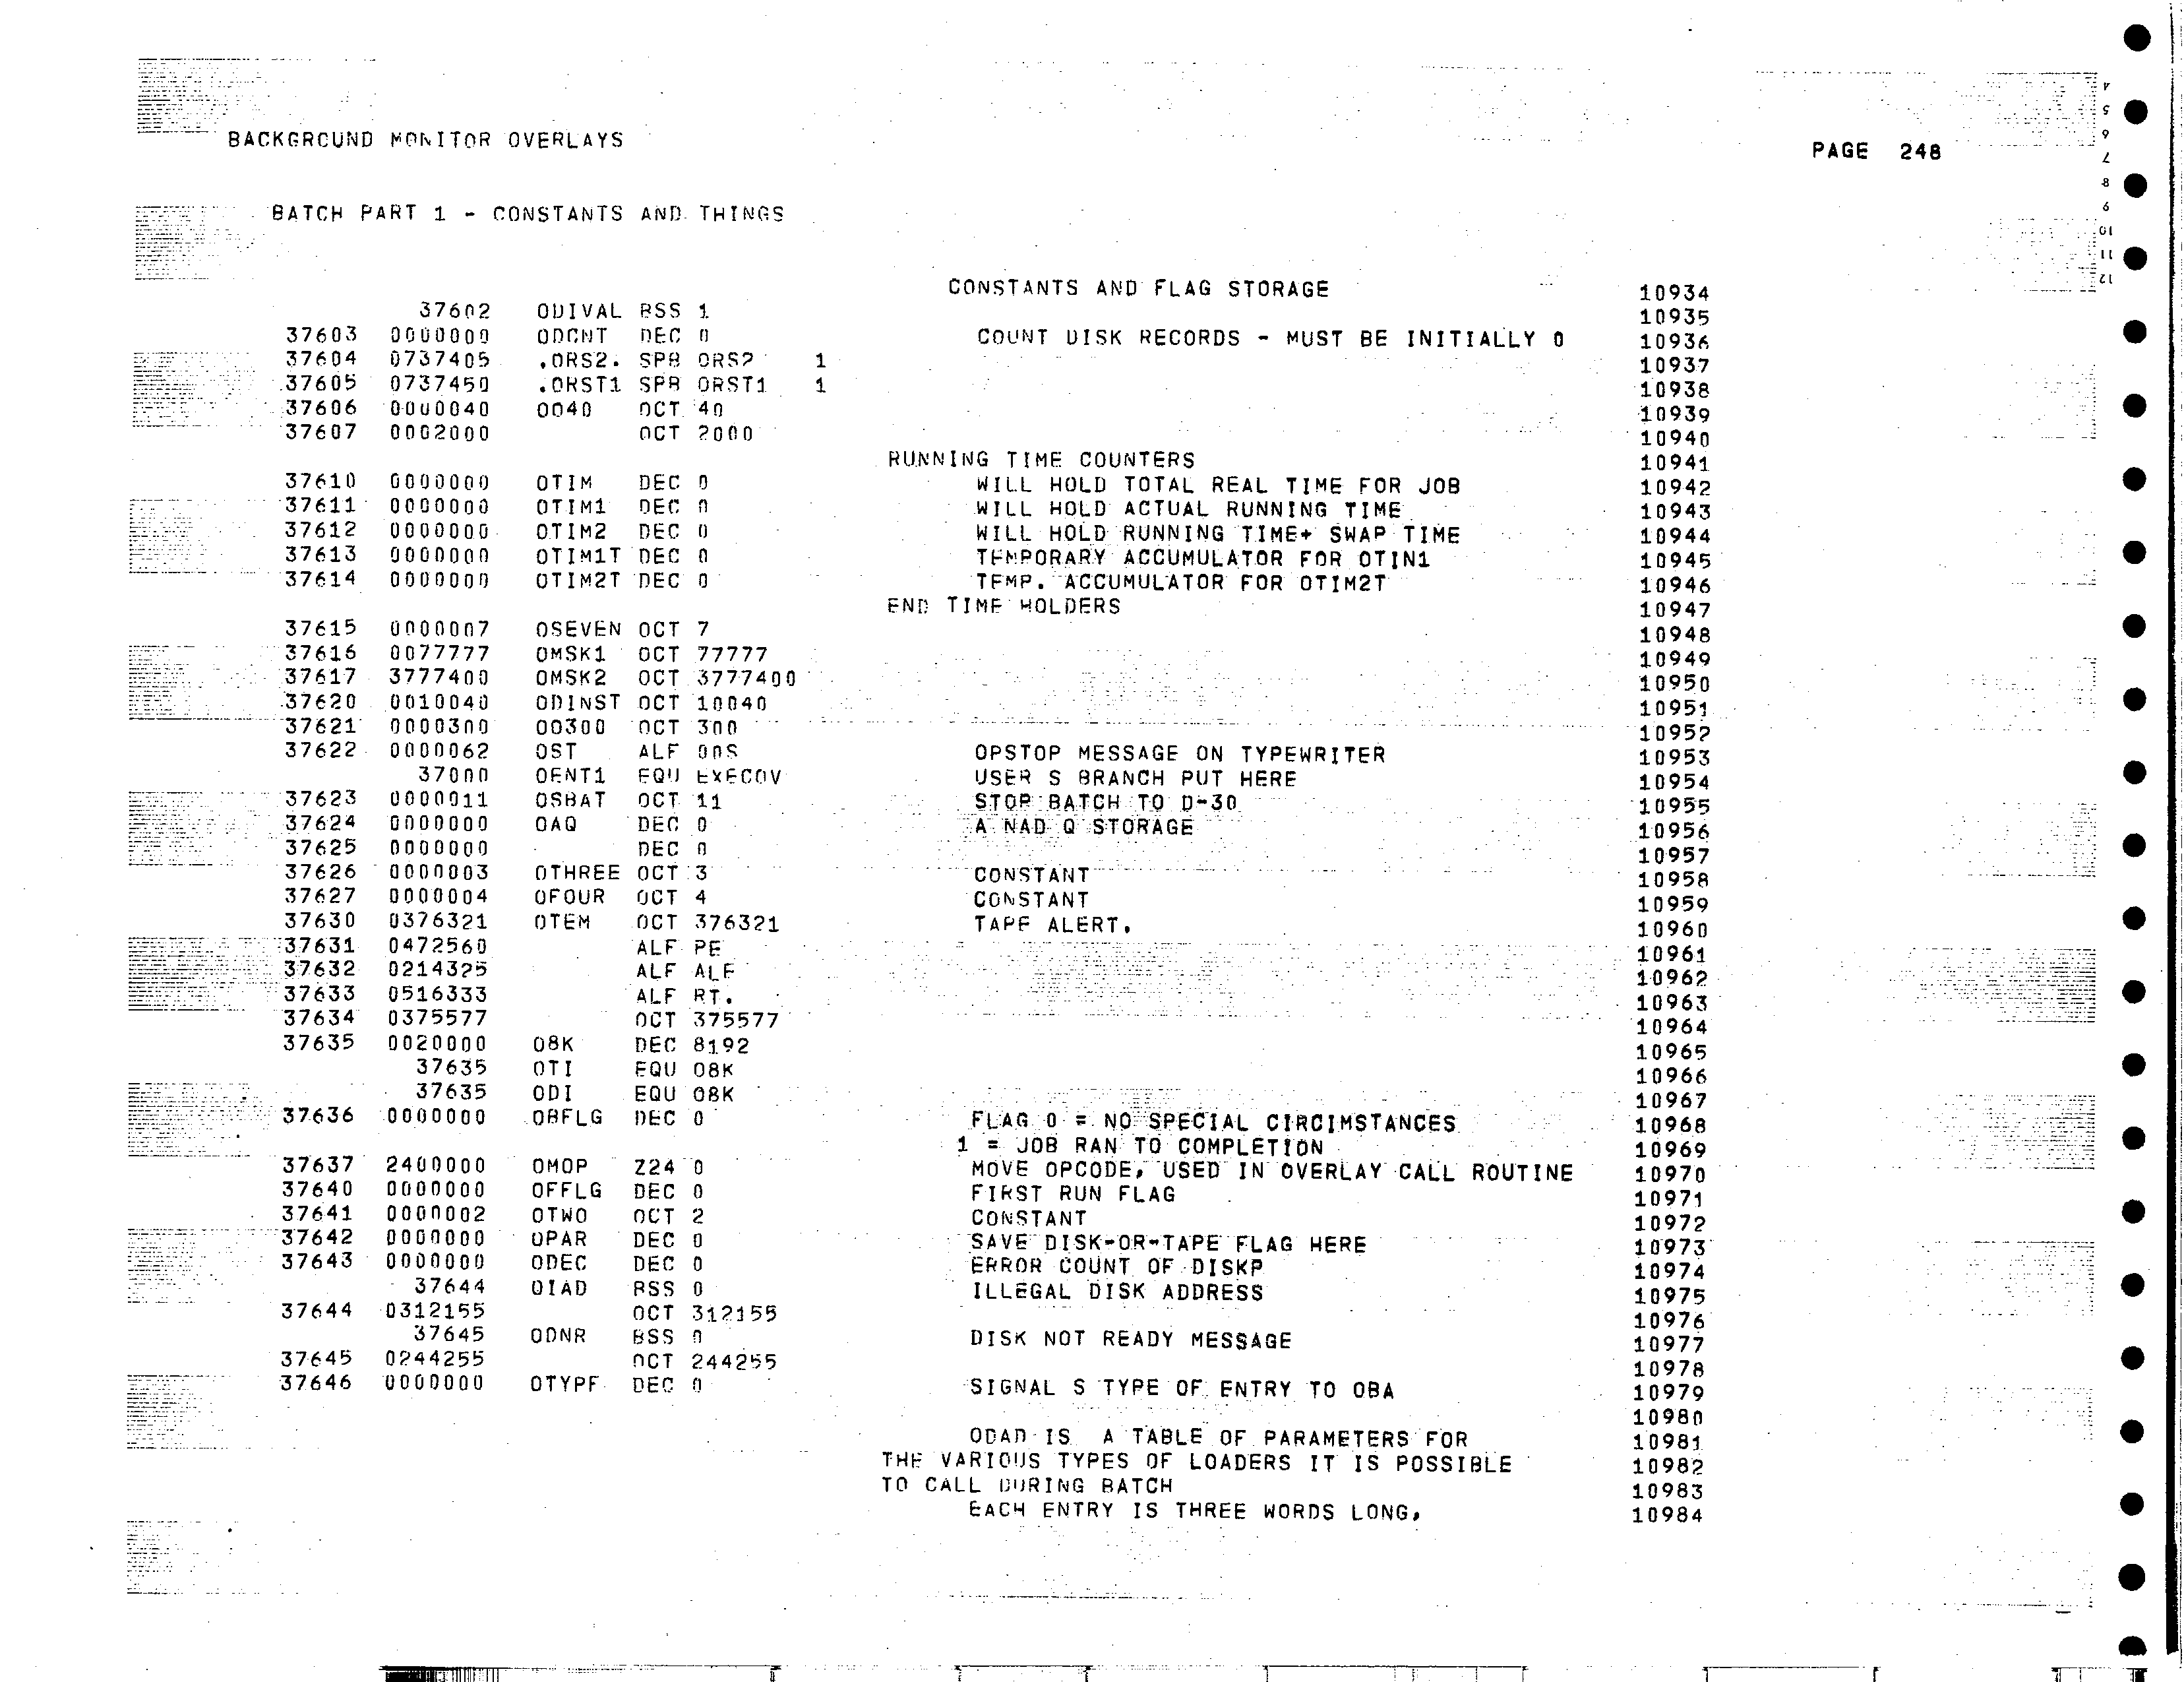 BACKGROUND MONITOR OVERLAYS PAGE 248
BATCH PART 1 - CONSTANTS AND THINGS
CONSTANTS AND FLAG STORAGE 10934
37602 ODIVAL BSS 1 10935
37603 0000000 ODCNT DEC 0 COUNT DISK RECORDS - MUST BE INITIALLY 0 10936
37604 0737405 .ORS2. SPB ORS2 1 10937
37605 0737450 .ORST1 SPB ORST1 1 10938
37606 0000040 OO40 OCT 40 10939
37607 0002000 OCT 2000 10940
RUNNING TIME COUNTERS 10941
37610 0000000 OTIM DEC 0 WILL HOLD TOTAL REAL TIME FOR JOB 10942
37611 0000000 OTIM1 DEC 0 WILL HOLD ACTUAL RUNNING TIME 10943
37612 0000000 OTIM2 DEC 0 WILL HOLD RUNNING TIME+ SWAP TIME 10944
37613 0000000 OTIM1T DEC 0 TEMPORARY ACCUMULATOR FOR OTIN1 10945
37614 0000000 OTIM2T DEC 0 TEMP. ACCUMULATOR FOR OTIM2T 10946
END TIME HOLDERS 10947
37615 0000007 OSEVEN OCT 7 10948
37616 0077777 OMSK1 OCT 77777 10949
37617 3777400 OMSK2 OCT 3777400 10950
37620 0010040 ODINST OCT 10040 10951
37621 0000300 OO300 OCT 300 10952
37622 0000062 OST ALF 00S OPSTOP MESSAGE ON TYPEWRITER 10953
37000 OENT1 EQU EXECOV USER S BRANCH PUT HERE 10954
37623 0000011 OSBAT OCT 11 STOP BATCH TO D-30 10955
37624 0000000 OAQ DEC 0 A NAD Q STORAGE 10956
37625 0000000 DEC 0 10957
37626 0000003 OTHREE OCT 3 CONSTANT 10958
37627 0000004 OFOUR OCT 4 CONSTANT 10959
37630 0376321 OTEM OCT 376321 TAPE ALERT. 10960
37631 0472560 ALF PE 10961
37632 0214325 ALF ALE 10962
37633 0516333 ALF RT. 10963
37634 0375577 OCT 375577 10964
37635 0020000 O8K DEC 8192 10965
37635 OTI EQU O8K 10966
37635 ODI EQU O8K 10967
37636 0000000 OBFLG DEC 0 FLAG 0 = NO SPECIAL CIRCIMSTANCES 10968
1 = JOB RAN TO COMPLETION 10969
37637 2400000 OMOP Z24 0 MOVE OPCODE, USED IN OVERLAY CALL ROUTINE 10970
37640 0000000 OFFLG DEC 0 FIRST RUN FLAG 10971
37641 0000002 OTWO OCT 2 CONSTANT 10972
37642 0000000 OPAR DEC 0 SAVE DISK-OR-TAPE FLAG HERE 10973
37643 0000000 ODEC DEC 0 ERROR COUNT OF DISKP 10974
37644 OIAD BSS 0 ILLEGAL DISK ADDRESS 10975
37644 0312155 OCT 312155 10976
37645 ODNR BSS 0 DISK NOT READY MESSAGE 10977
37645 0244255 OCT 244255 10978
37646 0000000 OTYPE DEC 0 SIGNAL S TYPE OF ENTRY TO OBA 10979
10980
ODAD IS A TABLE OF PARAMETERS FOR 10981
THE VARIOUS TYPES OF LOADERS IT IS POSSIBLE 10982
TO CALL DURING BATCH 10983
EACH ENTRY IS THREE WORDS LONG, 10984
4
5
6
7
8
9
10
11
12